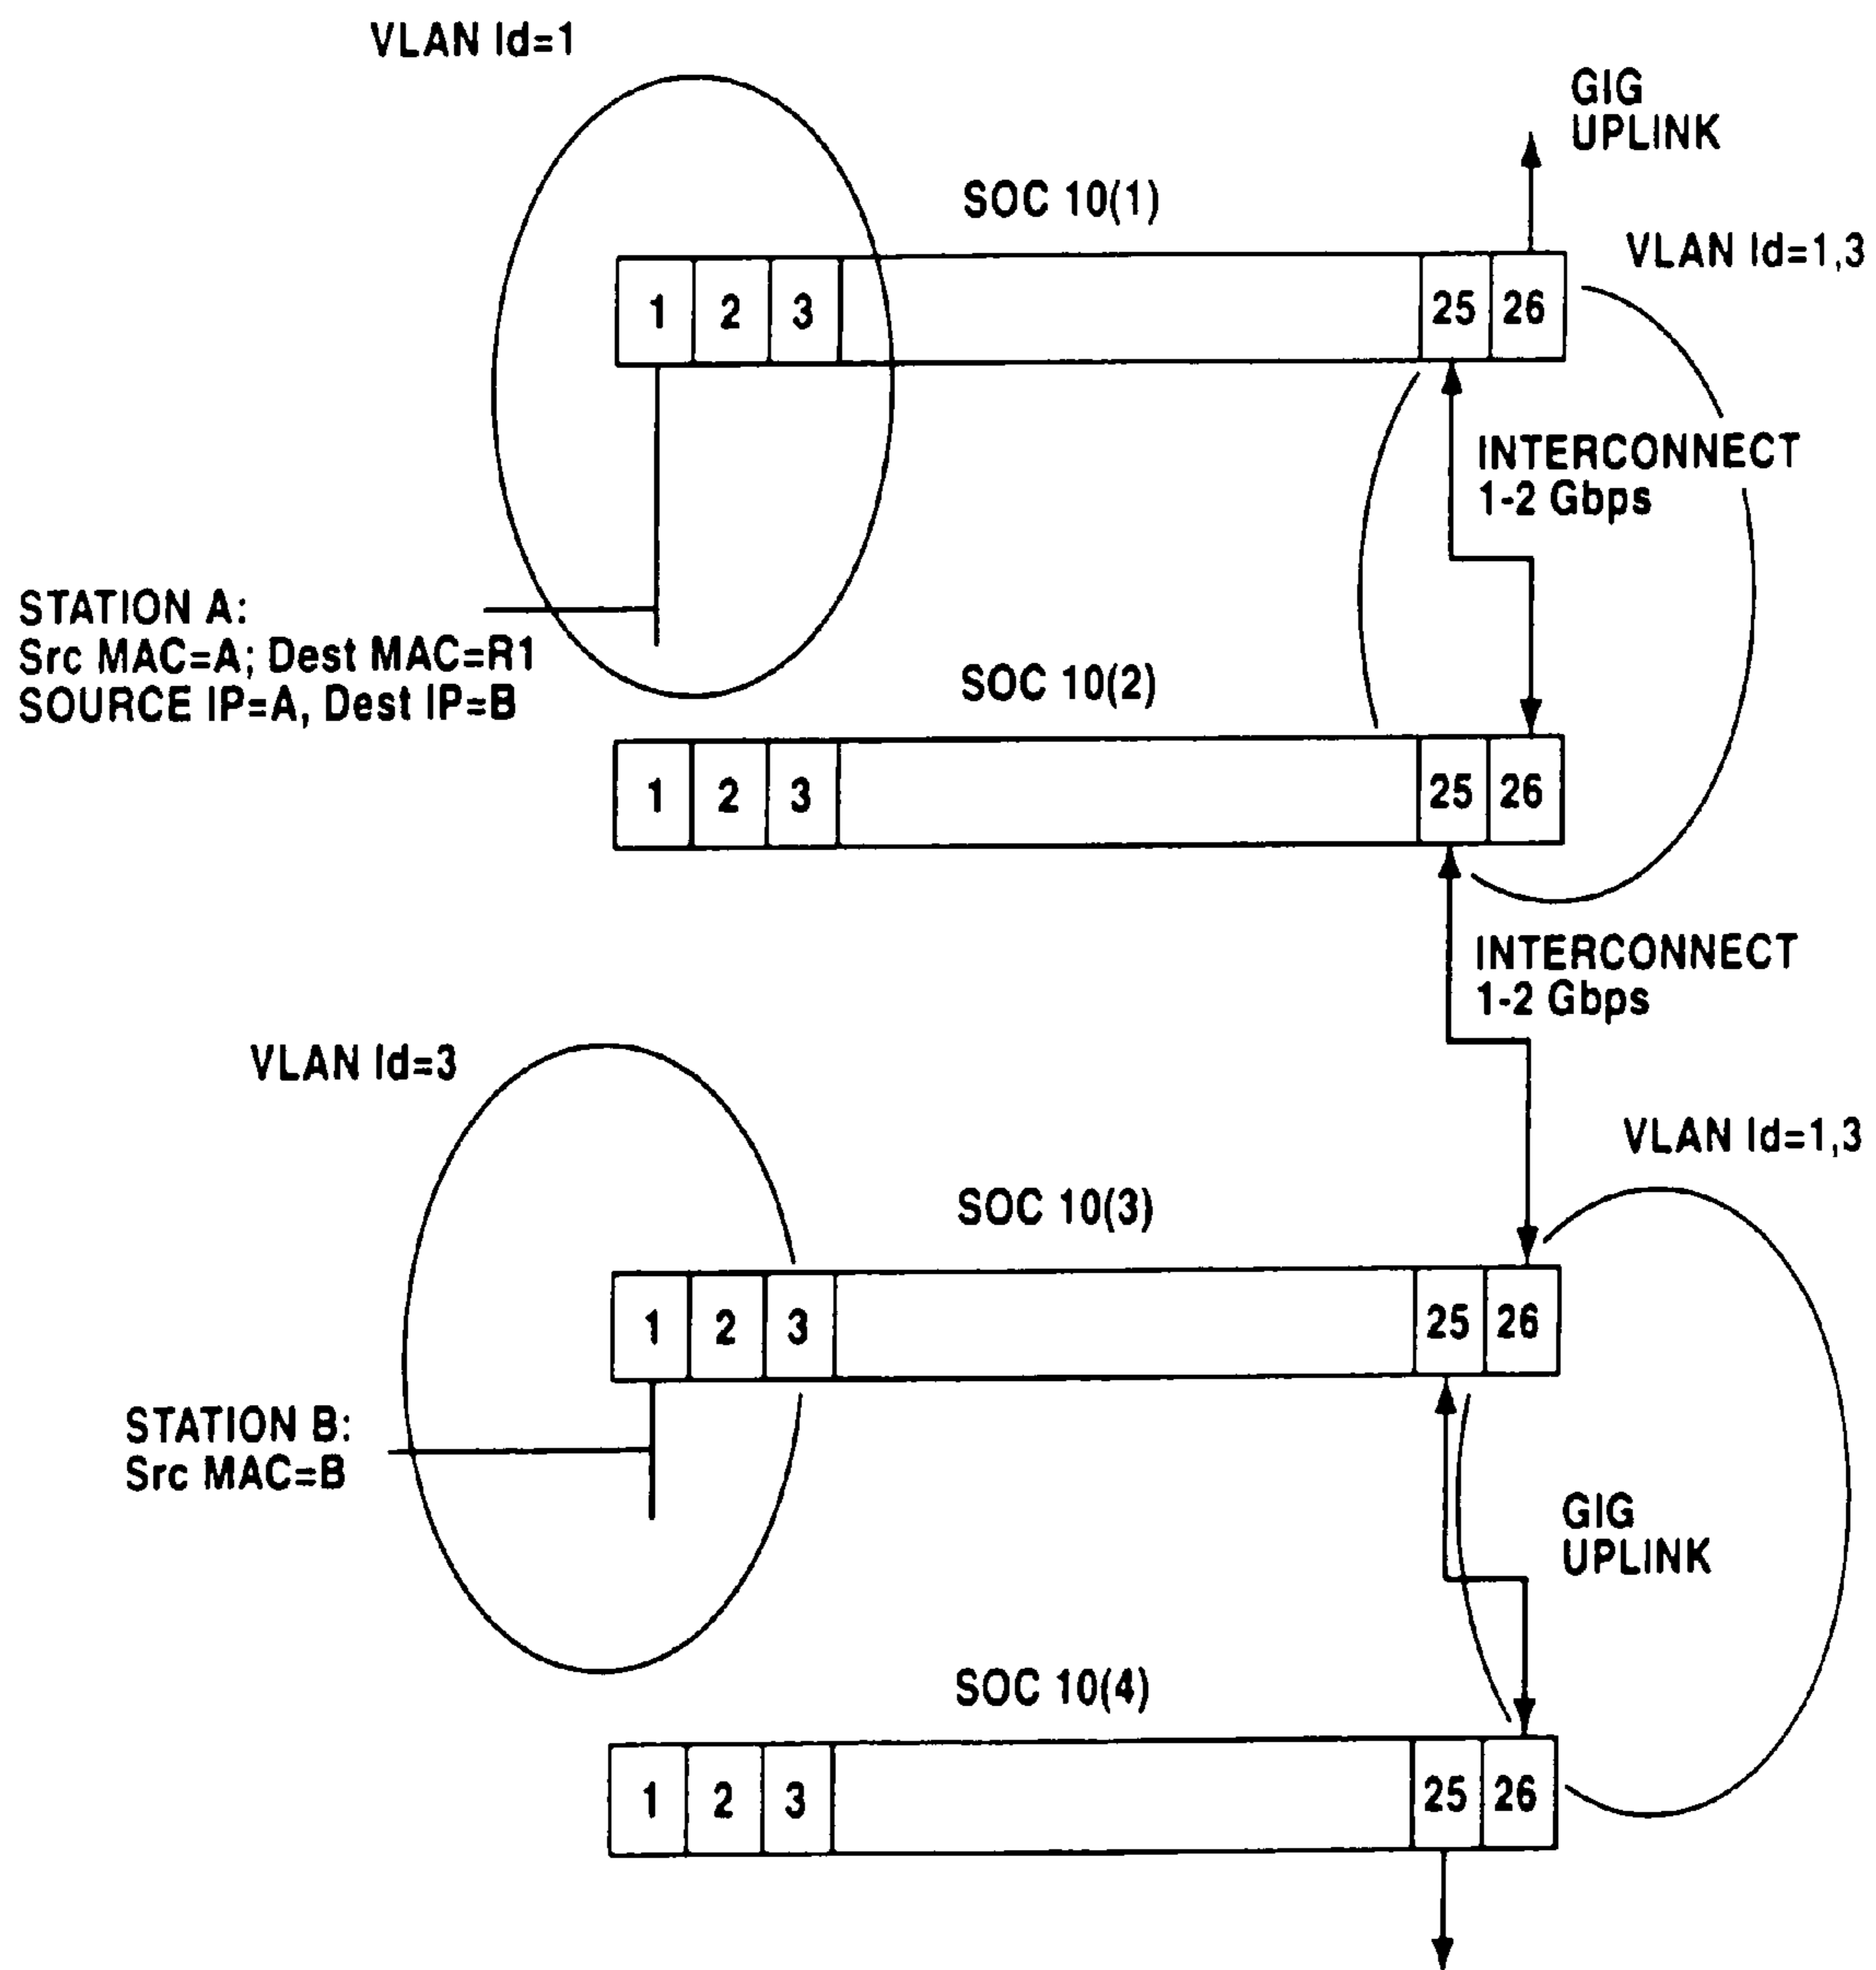 VLAN Id=1
GIG
UPLINK
SOC 10(1)
VLAN Id=1,3
1 2 3 25 26
INTERCONNECT
1-2 Gbps
STATION A:
Src MAC=A; Dest MAC=R1
SOURCE IP=A, Dest IP=B
SOC 10(2)
1 2 3 25 26
INTERCONNECT
1-2 Gbps
VLAN Id=3
VLAN Id=1,3
SOC 10(3)
1 2 3 25 26
STATION B:
Src MAC=B
GIG
UPLINK
SOC 10(4)
1 2 3 25 26